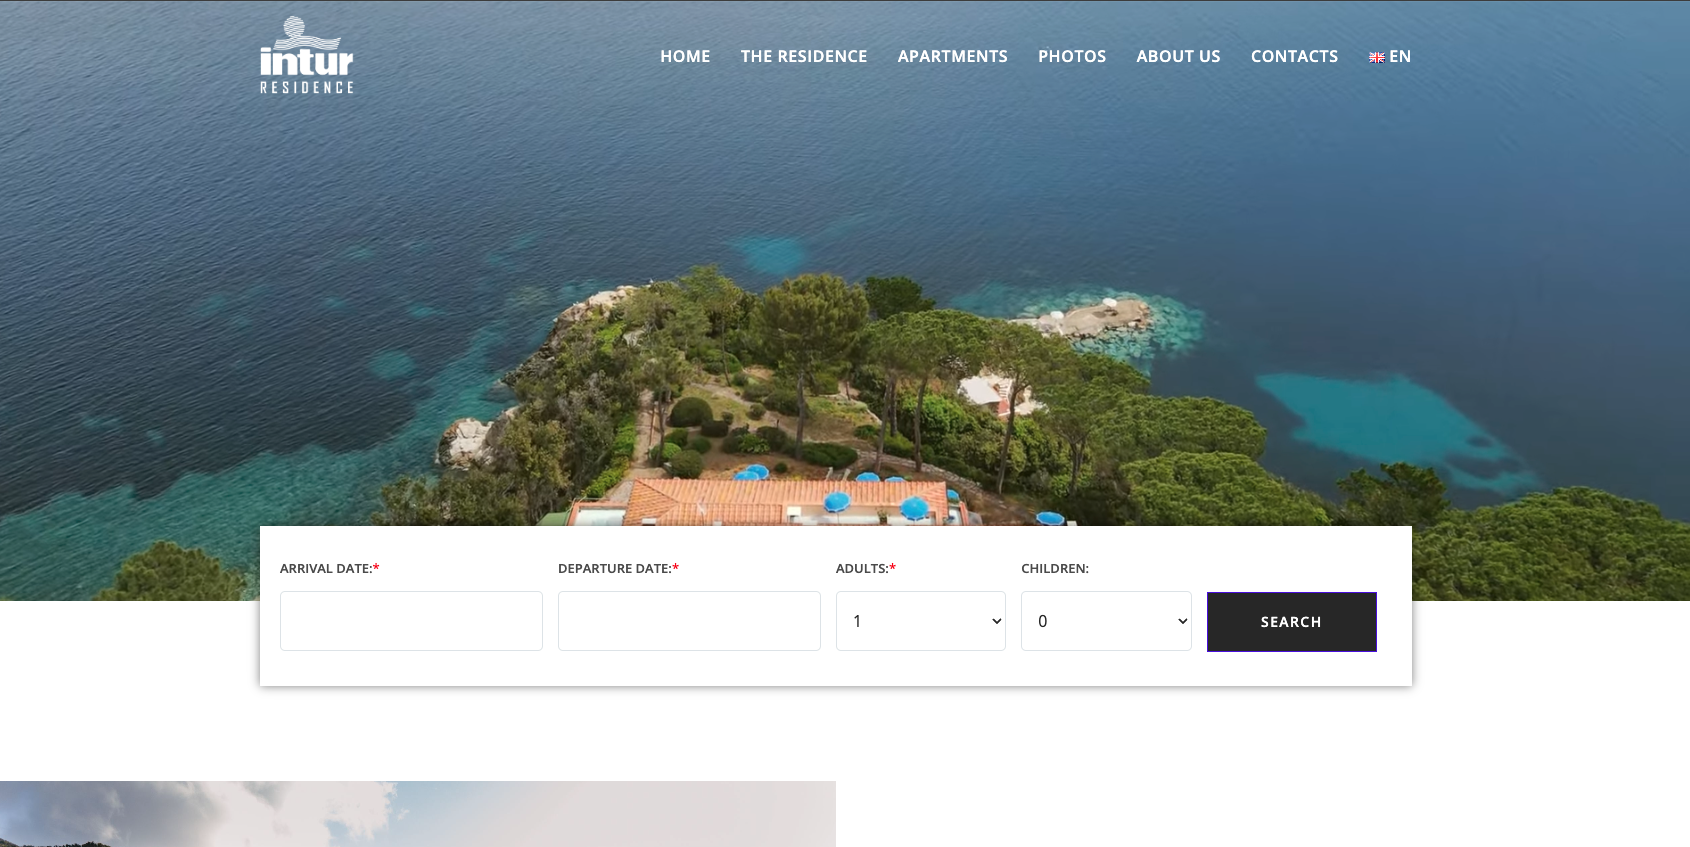 intur
RESIDENCE
HOME THE RESIDENCE APARTMENTS PHOTOS ABOUT US CONTACTS EN
ARRIVAL DATE:* DEPARTURE DATE:* ADULTS:* CHILDREN:
1 0 SEARCH